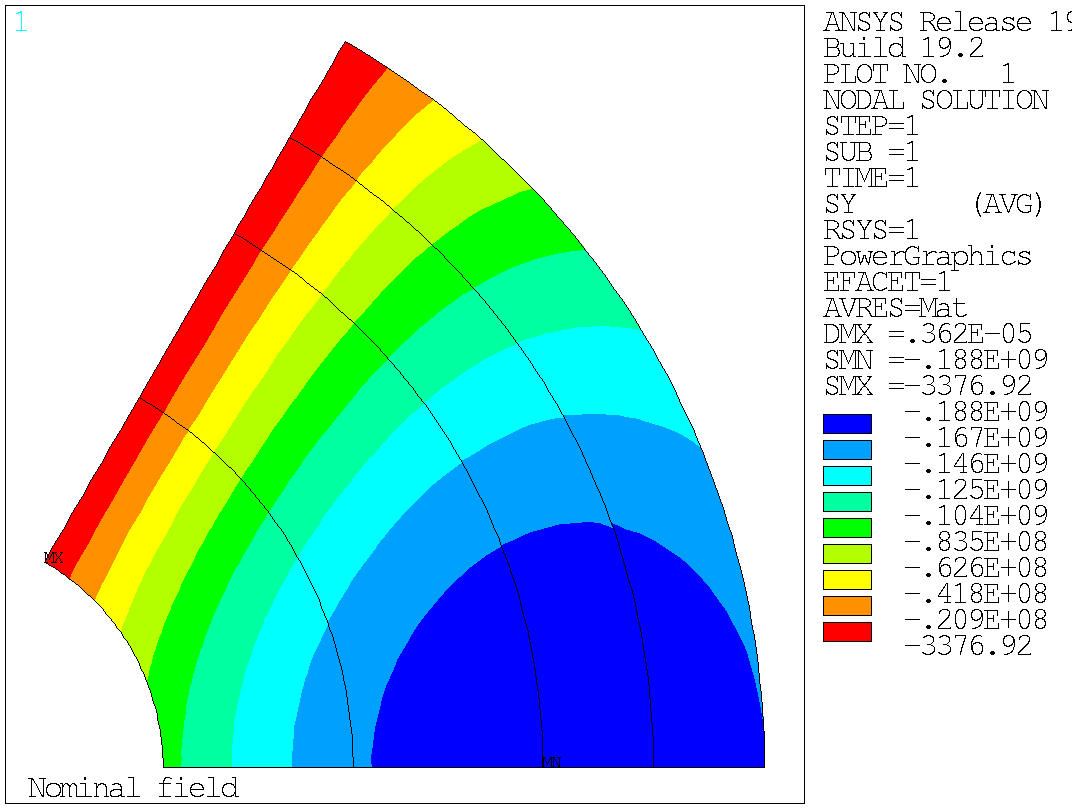 1
ANSYS Release 19
Build 19.2
PLOT NO. 1
NODAL SOLUTION
STEP=1
SUB =1
TIME=1
SY (AVG)
RSYS=1
PowerGraphics
EFACET=1
AVRES=Mat
DMX =.362E-05
SMN =-.188E+09
SMX =-3376.92
-.188E+09
-.167E+09
-.146E+09
-.125E+09
-.104E+09
-.835E+08
-.626E+08
-.418E+08
-.209E+08
-3376.92
MX
MN
Nominal field